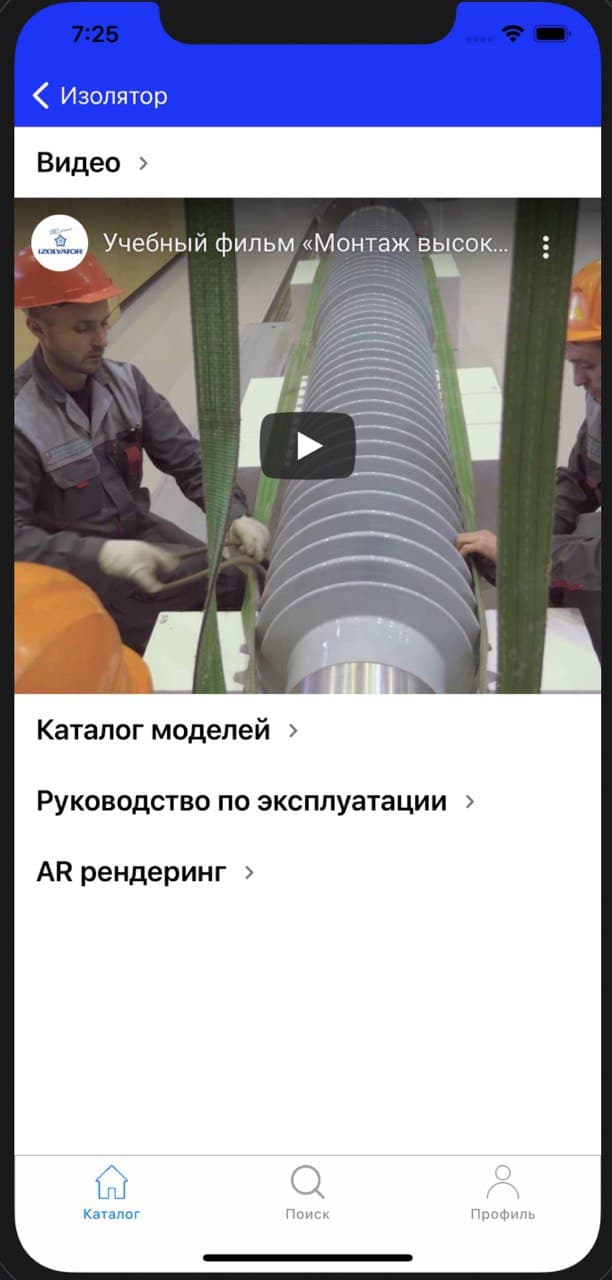 7:25
Изолятор
Видео
IZOLYATOR
Учебный фильм «Монтаж высок...
Каталог моделей
Руководство по эксплуатации
AR рендеринг
Каталог
Поиск
Профиль